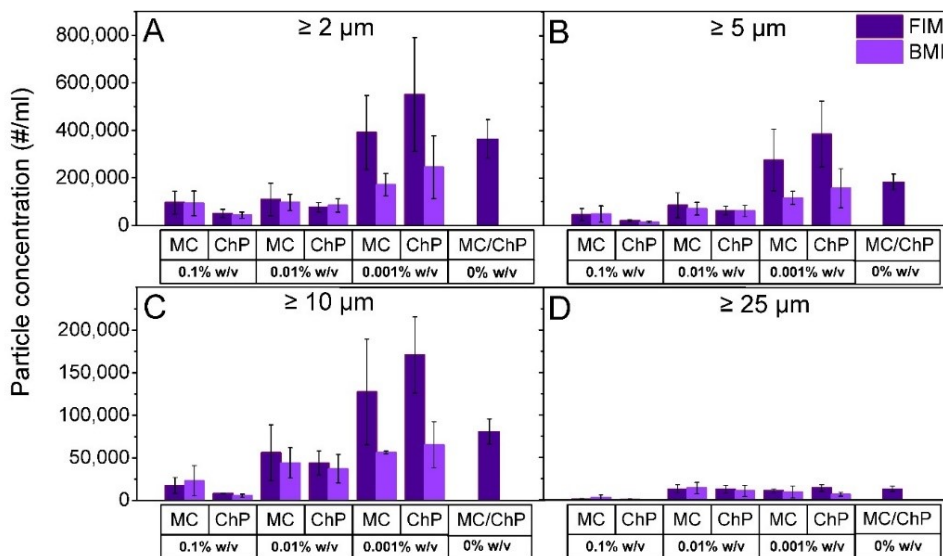 A ≥ 2 µm
B ≥ 5 µm
FIM
BMI
Particle concentration (#/ml)
800,000
600,000
400,000
200,000
0
MC ChP MC ChP MC ChP MC/ChP
0.1% w/v 0.01% w/v 0.001% w/v 0% w/v
MC ChP MC ChP MC ChP MC/ChP
0.1% w/v 0.01% w/v 0.001% w/v 0% w/v
C ≥ 10 µm
D ≥ 25 µm
200,000
150,000
100,000
50,000
0
MC ChP MC ChP MC ChP MC/ChP
0.1% w/v 0.01% w/v 0.001% w/v 0% w/v
MC ChP MC ChP MC ChP MC/ChP
0.1% w/v 0.01% w/v 0.001% w/v 0% w/v